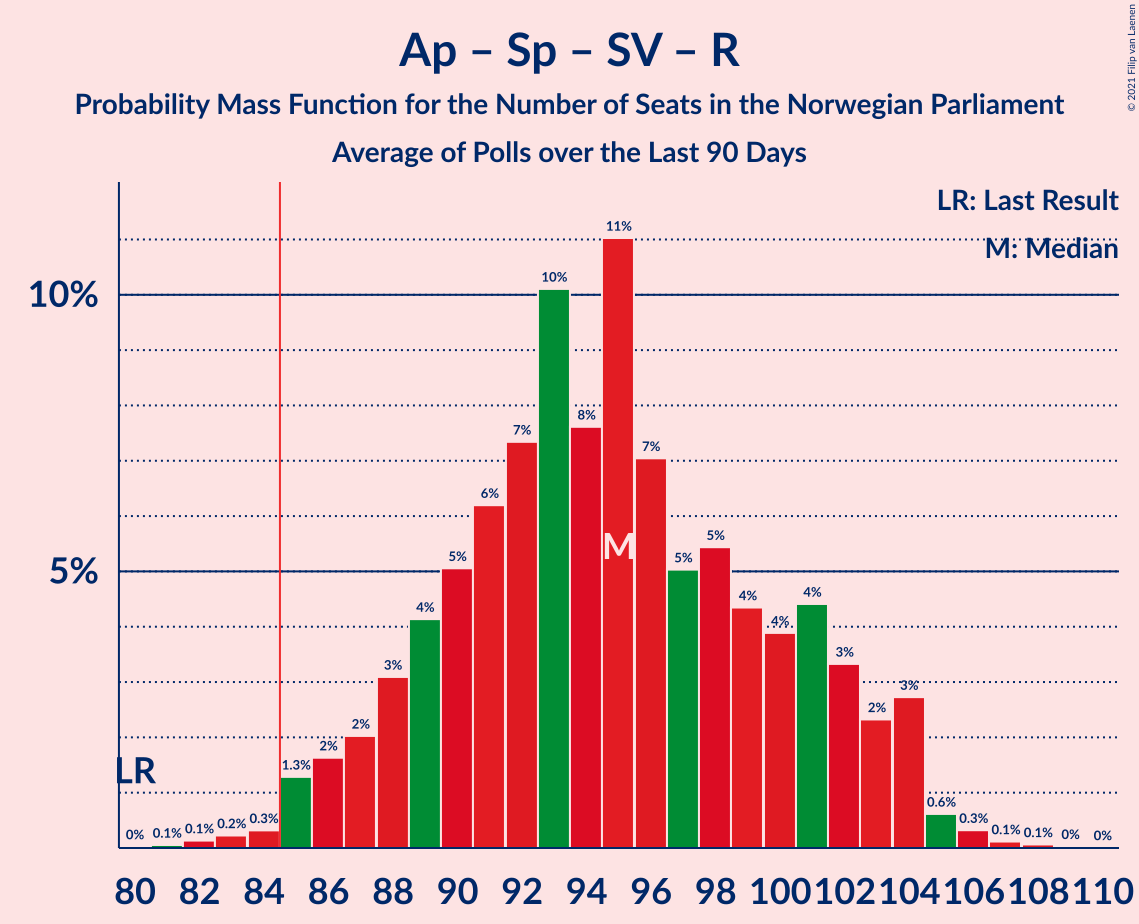 Ap – Sp – SV – R
Probability Mass Function for the Number of Seats in the Norwegian Parliament
Average of Polls over the Last 90 Days
© 2021 Filip van Laenen
LR: Last Result
M: Median
10%
5%
LR
M
0% 0.1% 0.1% 0.2% 0.3% 1.3% 2% 2% 3% 4% 5% 6% 7% 10% 8% 11% 7% 5% 5% 4% 4% 4% 3% 2% 3% 0.6% 0.3% 0.1% 0.1% 0% 0%
80 82 84 86 88 90 92 94 96 98 100 102 104 106 108 110